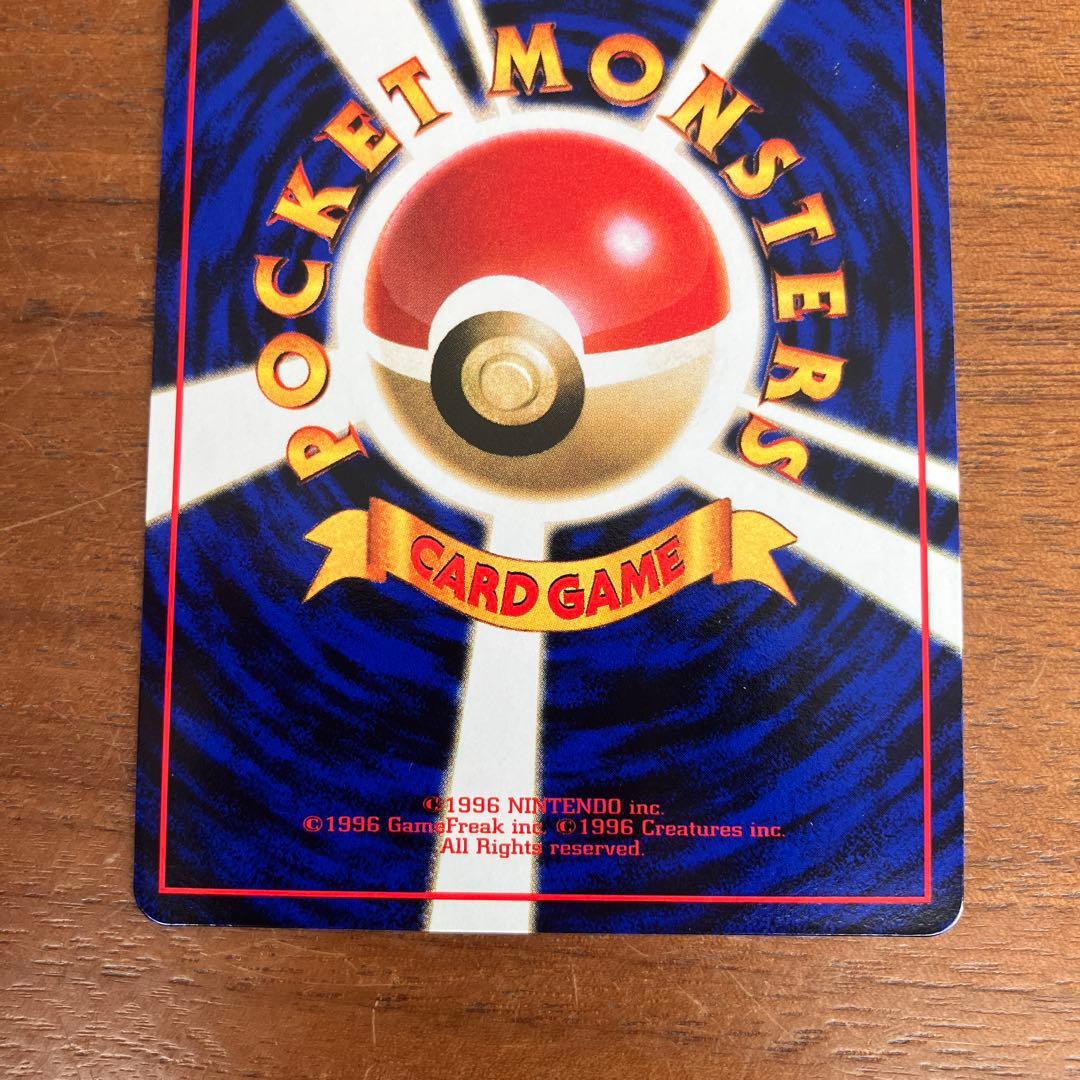 POCKET MONSTERS
CARD GAME
©1996 NINTENDO inc.
©1996 GameFreak inc. ©1996 Creatures inc.
All Rights reserved.